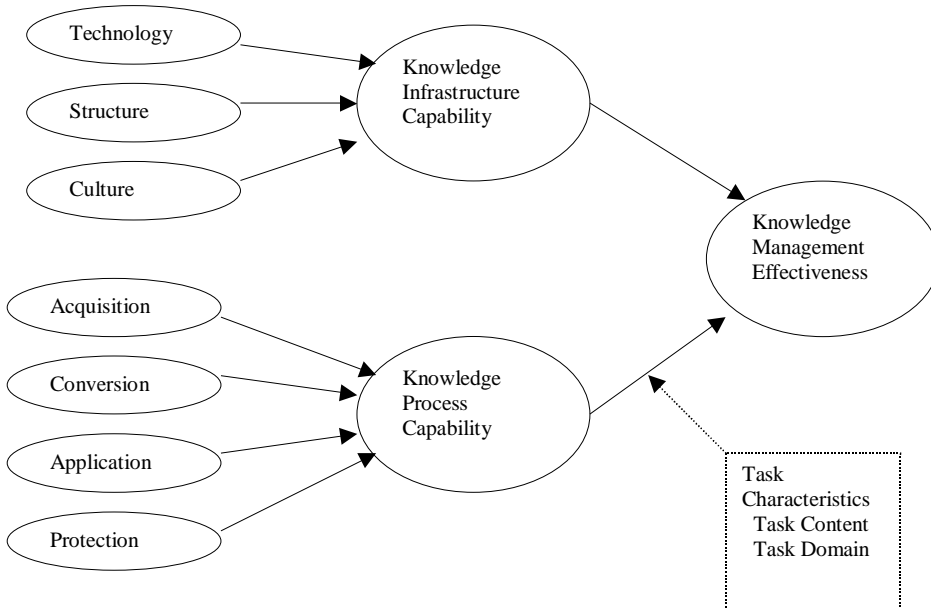 Technology
Structure
Culture
Knowledge
Infrastructure
Capability
Knowledge
Management
Effectiveness
Acquisition
Conversion
Application
Protection
Knowledge
Process
Capability
Task
Characteristics
Task Content
Task Domain